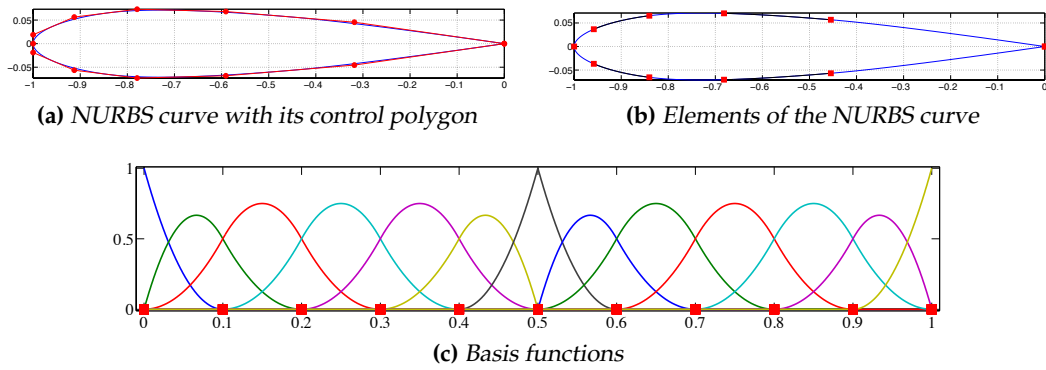 0.05
0
−0.05
−1 −0.9 −0.8 −0.7 −0.6 −0.5 −0.4 −0.3 −0.2 −0.1 0
(a) NURBS curve with its control polygon
0.05
0
−0.05
−1 −0.9 −0.8 −0.7 −0.6 −0.5 −0.4 −0.3 −0.2 −0.1 0
(b) Elements of the NURBS curve
1
0.5
0
0 0.1 0.2 0.3 0.4 0.5 0.6 0.7 0.8 0.9 1
(c) Basis functions